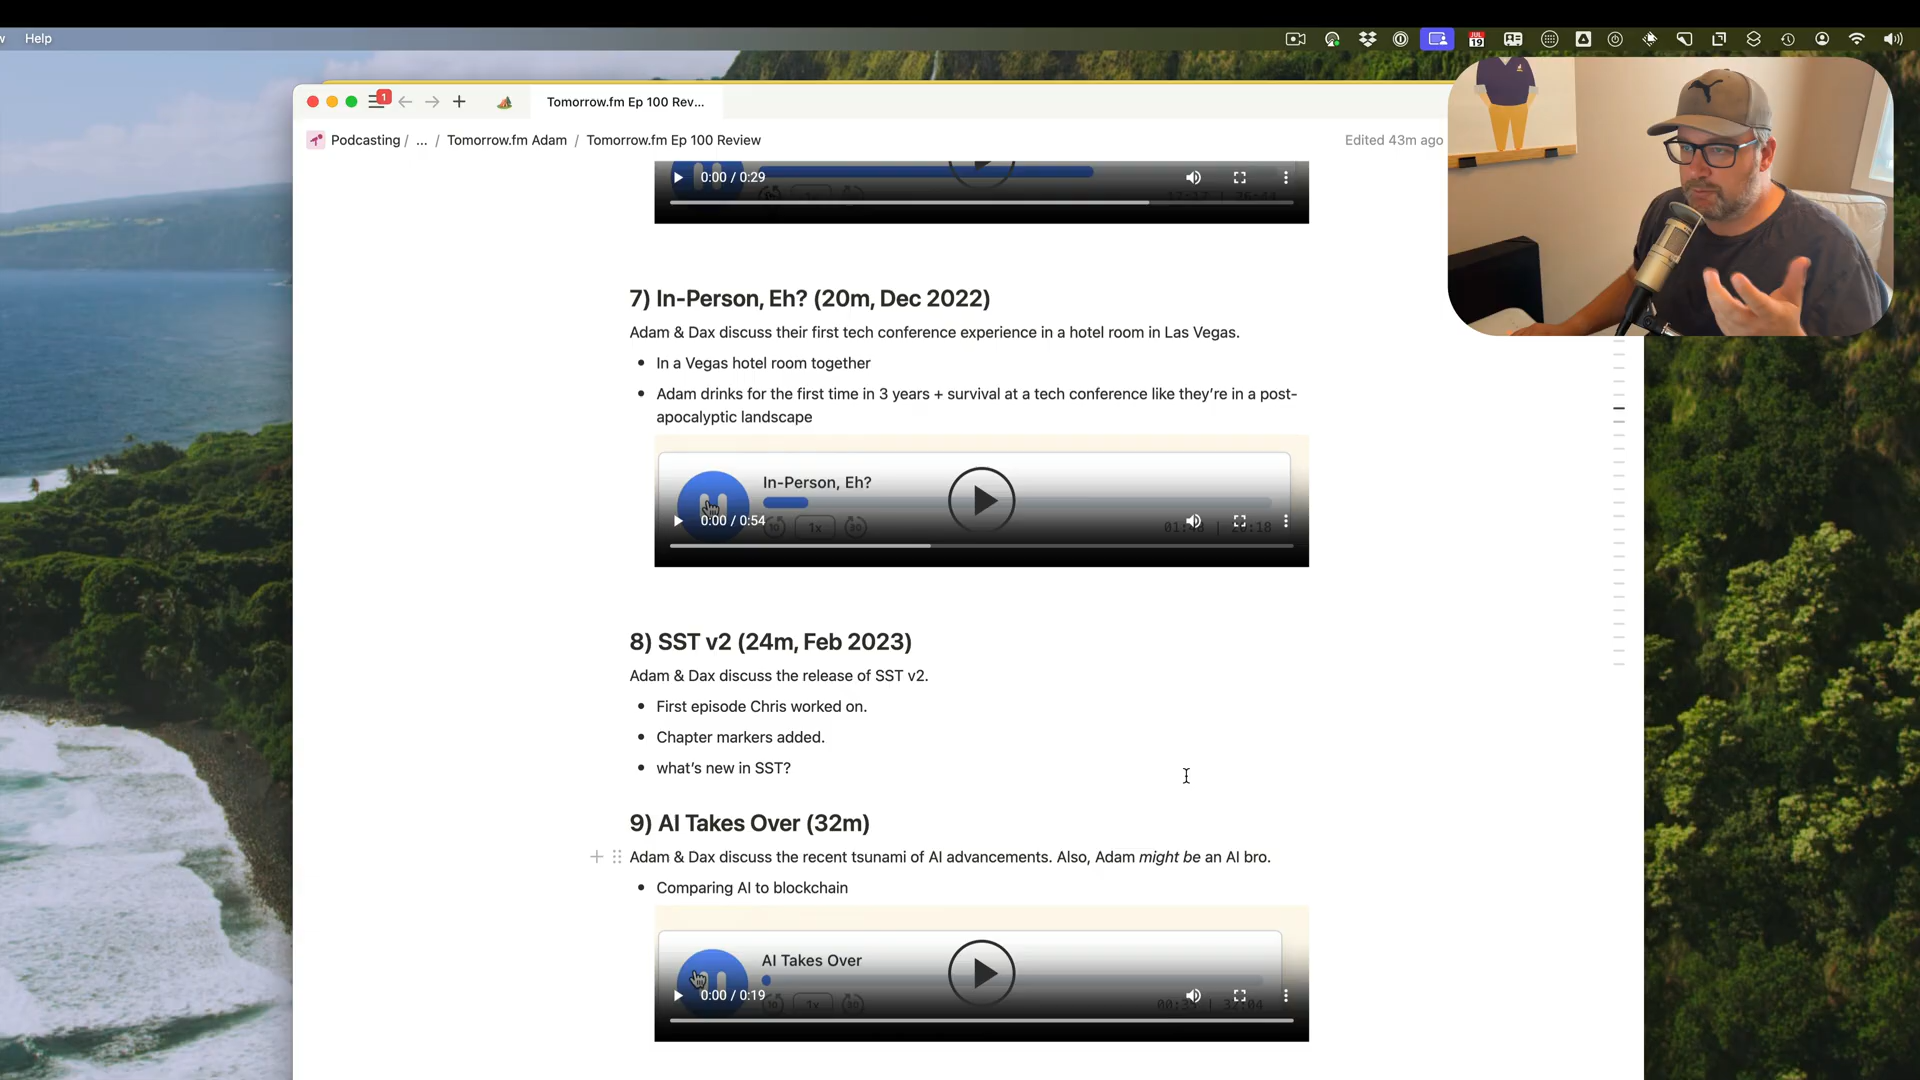 Help
JUL
19
1
Tomorrow.fm Ep 100 Rev...
Podcasting / ... / Tomorrow.fm Adam / Tomorrow.fm Ep 100 Review
Edited 43m ago
0:00 / 0:29
7) In-Person, Eh? (20m, Dec 2022)
Adam & Dax discuss their first tech conference experience in a hotel room in Las Vegas.
• In a Vegas hotel room together
• Adam drinks for the first time in 3 years + survival at a tech conference like they’re in a post-
apocalyptic landscape
In-Person, Eh?
0:00 / 0:54
1x
8) SST v2 (24m, Feb 2023)
Adam & Dax discuss the release of SST v2.
• First episode Chris worked on.
• Chapter markers added.
• what’s new in SST?
9) AI Takes Over (32m)
Adam & Dax discuss the recent tsunami of AI advancements. Also, Adam might be an AI bro.
• Comparing AI to blockchain
AI Takes Over
0:00 / 0:19
1x